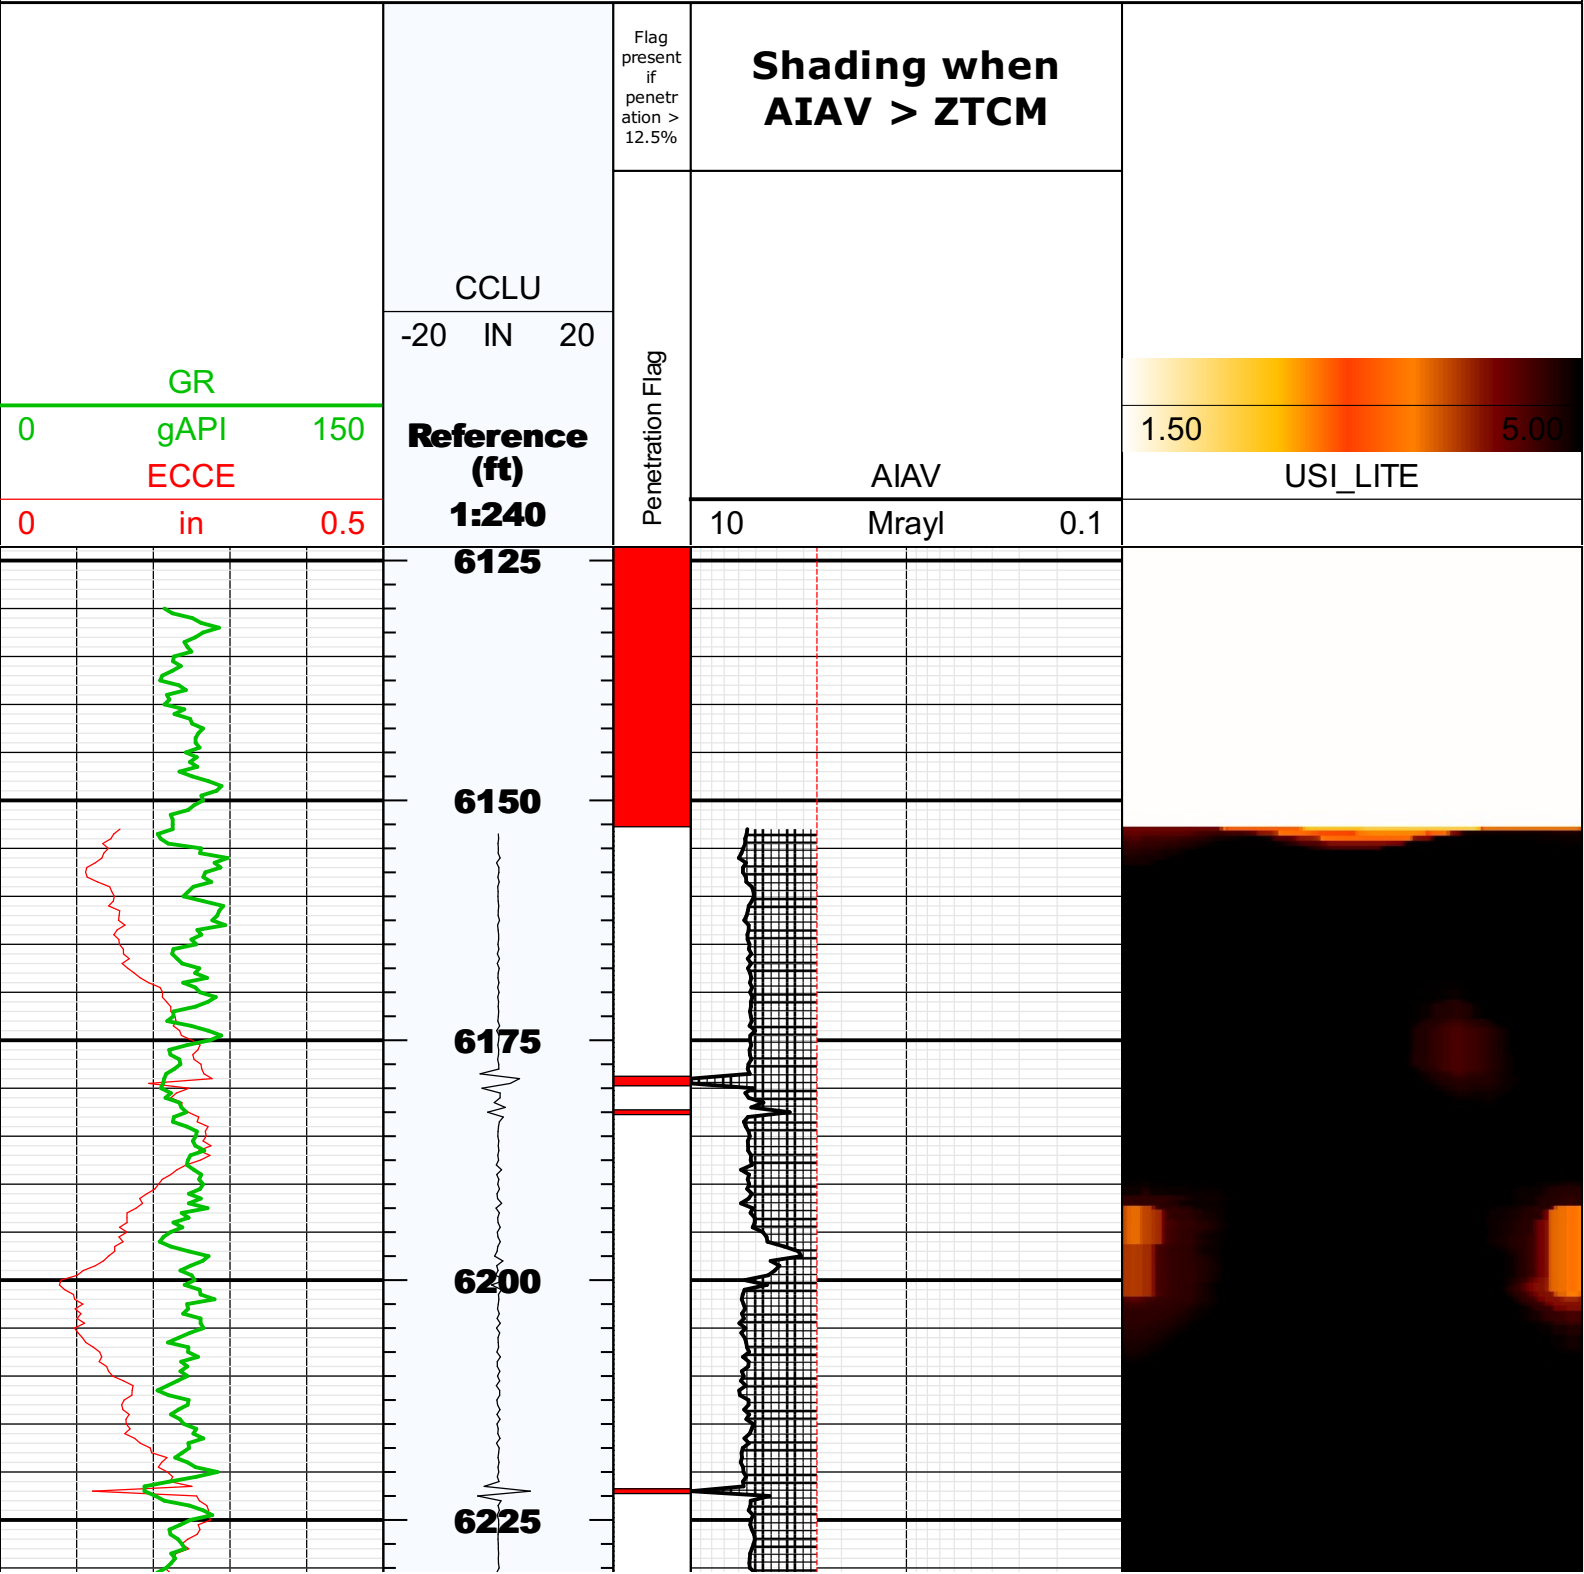 GR
0 gAPI 150
ECCE
0 in 0.5
CCLU
-20 IN 20
Reference
(ft)
1:240
Flag
present
if
penetr
ation >
12.5%
Penetration Flag
Shading when
AIAV > ZTCM
AIAV
10 Mrayl 0.1
1.50 5.00
USI_LITE
6125
6150
6175
6200
6225